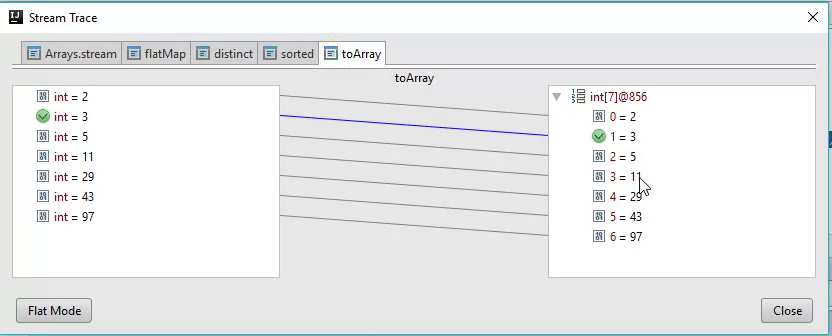 Stream Trace
Arrays.stream flatMap distinct sorted toArray
toArray
int = 2
int = 3
int = 5
int = 11
int = 29
int = 43
int = 97
int[7]@856
0 = 2
1 = 3
2 = 5
3 = 11
4 = 29
5 = 43
6 = 97
Flat Mode
Close